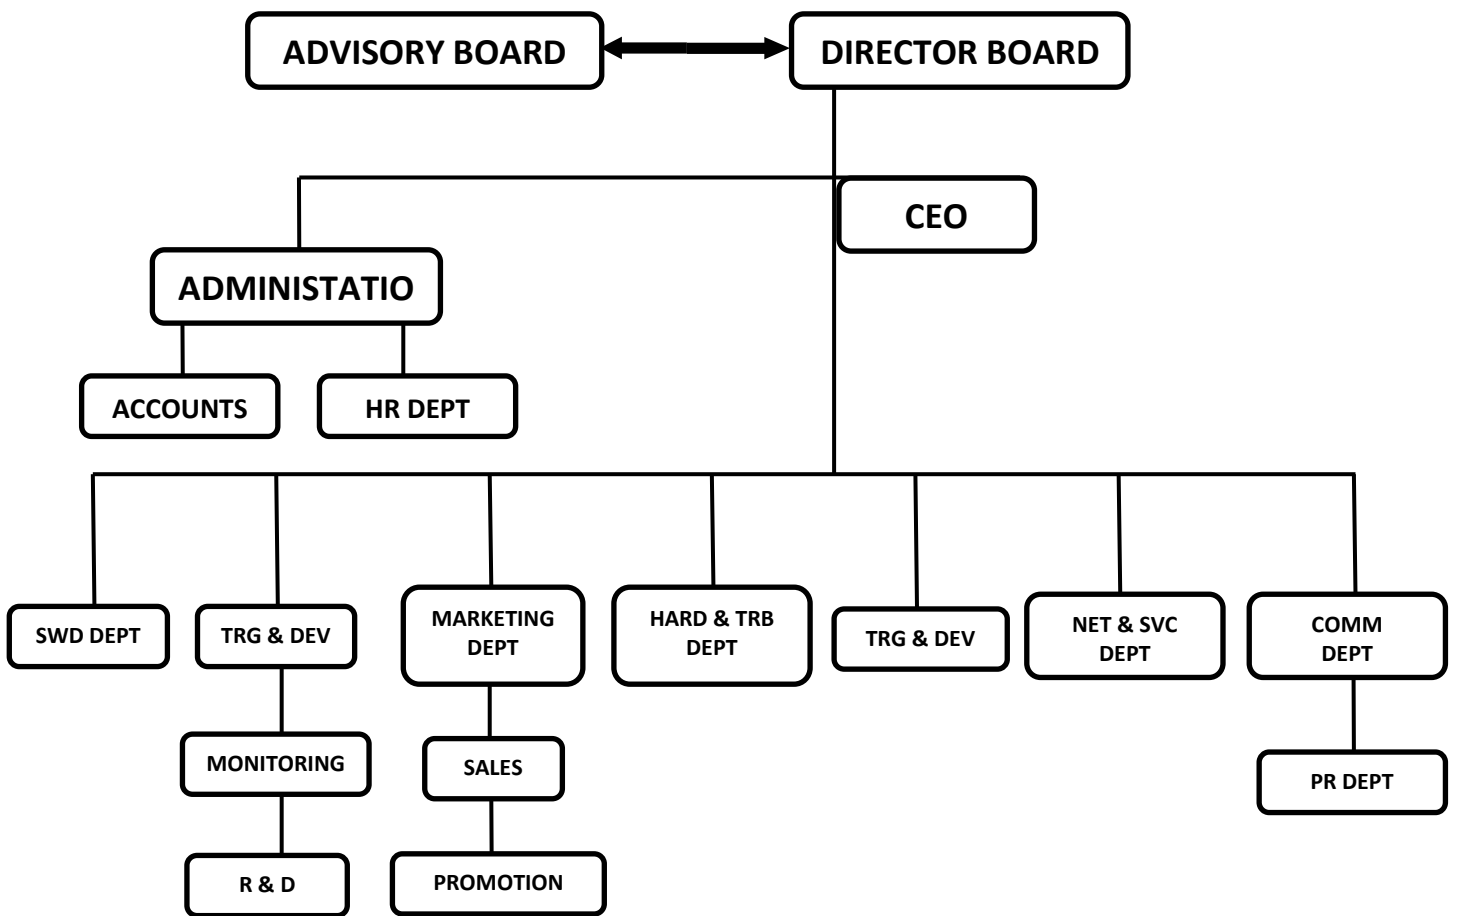 ADVISORY BOARD
DIRECTOR BOARD
CEO
ADMINISTATIO
ACCOUNTS
HR DEPT
SWD DEPT
TRG & DEV
MARKETING
DEPT
HARD & TRB
DEPT
TRG & DEV
NET & SVC
DEPT
COMM
DEPT
MONITORING
SALES
PR DEPT
R & D
PROMOTION